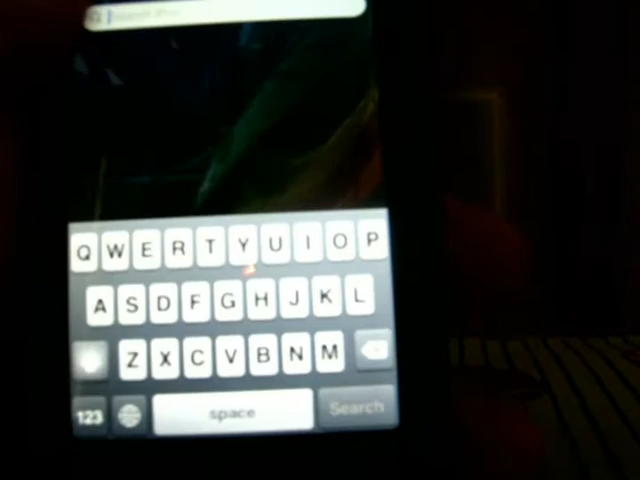 Q W E R T Y U I O P
A S D F G H J K L
Z X C V B N M
123 space Search